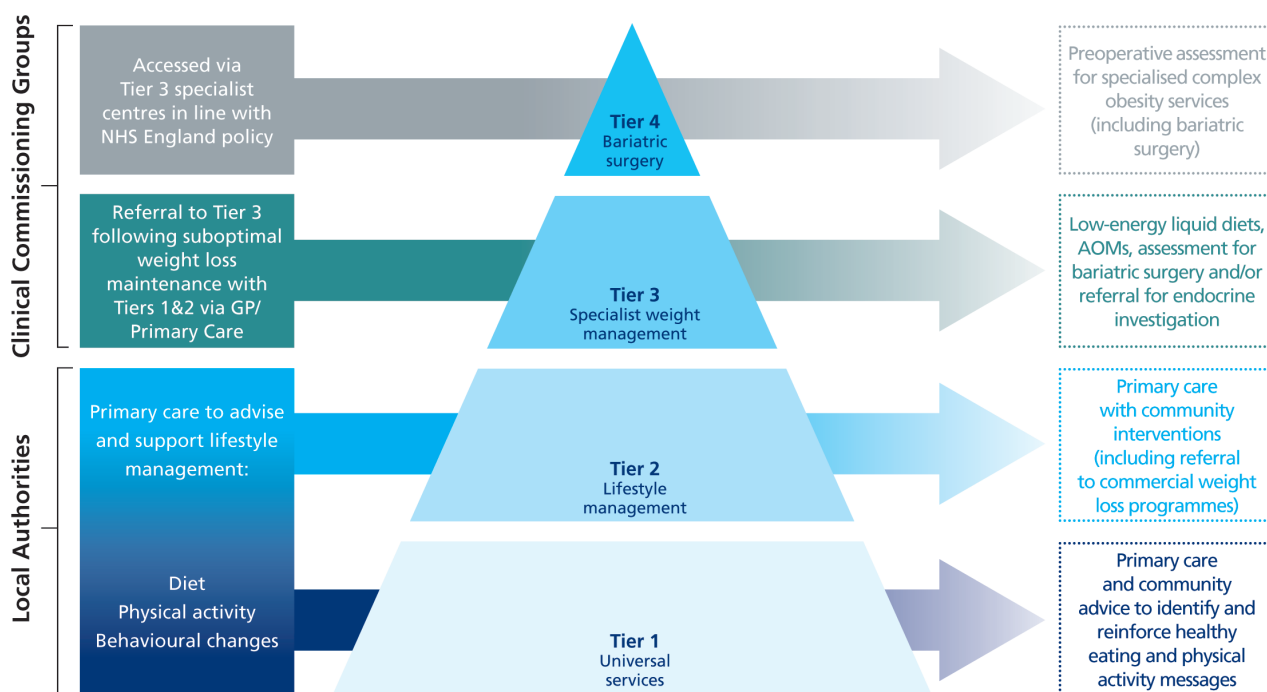 Clinical Commissioning Groups
Accessed via
Tier 3 specialist
centres in line with
NHS England policy
Tier 4
Bariatric
surgery
Preoperative assessment
for specialised complex
obesity services
(including bariatric
surgery)
Referral to Tier 3
following suboptimal
weight loss
maintenance with
Tiers 1&2 via GP/
Primary Care
Tier 3
Specialist weight
management
Low-energy liquid diets,
AOMs, assessment for
bariatric surgery and/or
referral for endocrine
investigation
Local Authorities
Primary care to advise
and support lifestyle
management:
Tier 2
Lifestyle
management
Primary care
with community
interventions
(including referral
to commercial weight
loss programmes)
Diet
Physical activity
Behavioural changes
Tier 1
Universal
services
Primary care
and community
advice to identify and
reinforce healthy
eating and physical
activity messages